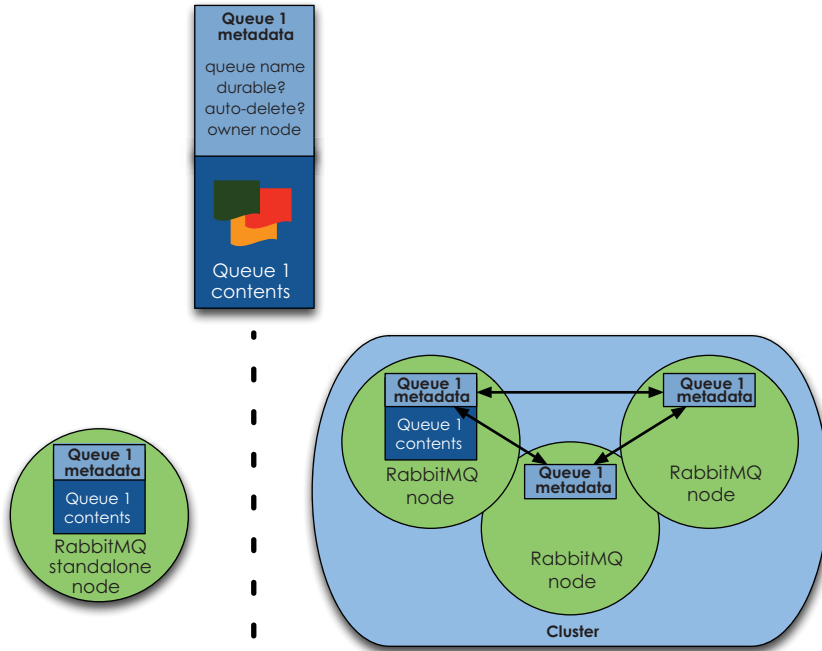 Queue 1
metadata
queue name
durable?
auto-delete?
owner node
Queue 1
contents
Queue 1
metadata
Queue 1
contents
RabbitMQ
standalone
node
Queue 1
metadata
Queue 1
contents
RabbitMQ
node
Queue 1
metadata
RabbitMQ
node
Queue 1
metadata
RabbitMQ
node
Cluster